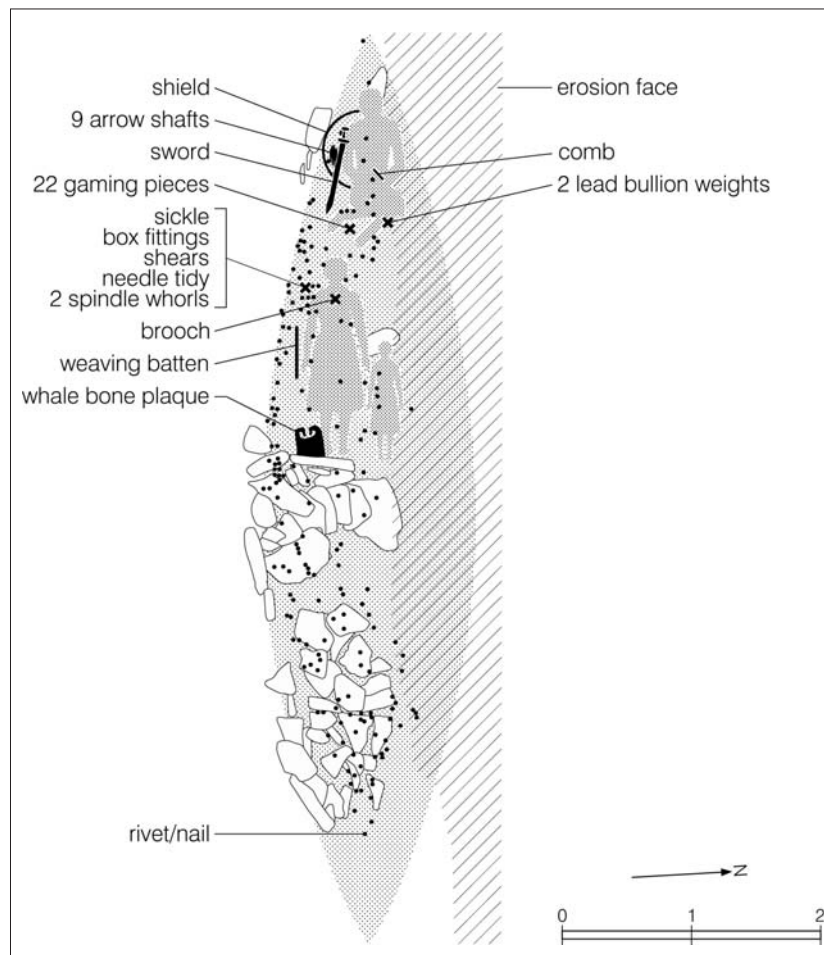 shield
9 arrow shafts
sword
22 gaming pieces
sickle
box fittings
shears
needle tidy
2 spindle whorls
brooch
weaving batten
whale bone plaque
rivet/nail
erosion face
comb
2 lead bullion weights
N
0 1 2